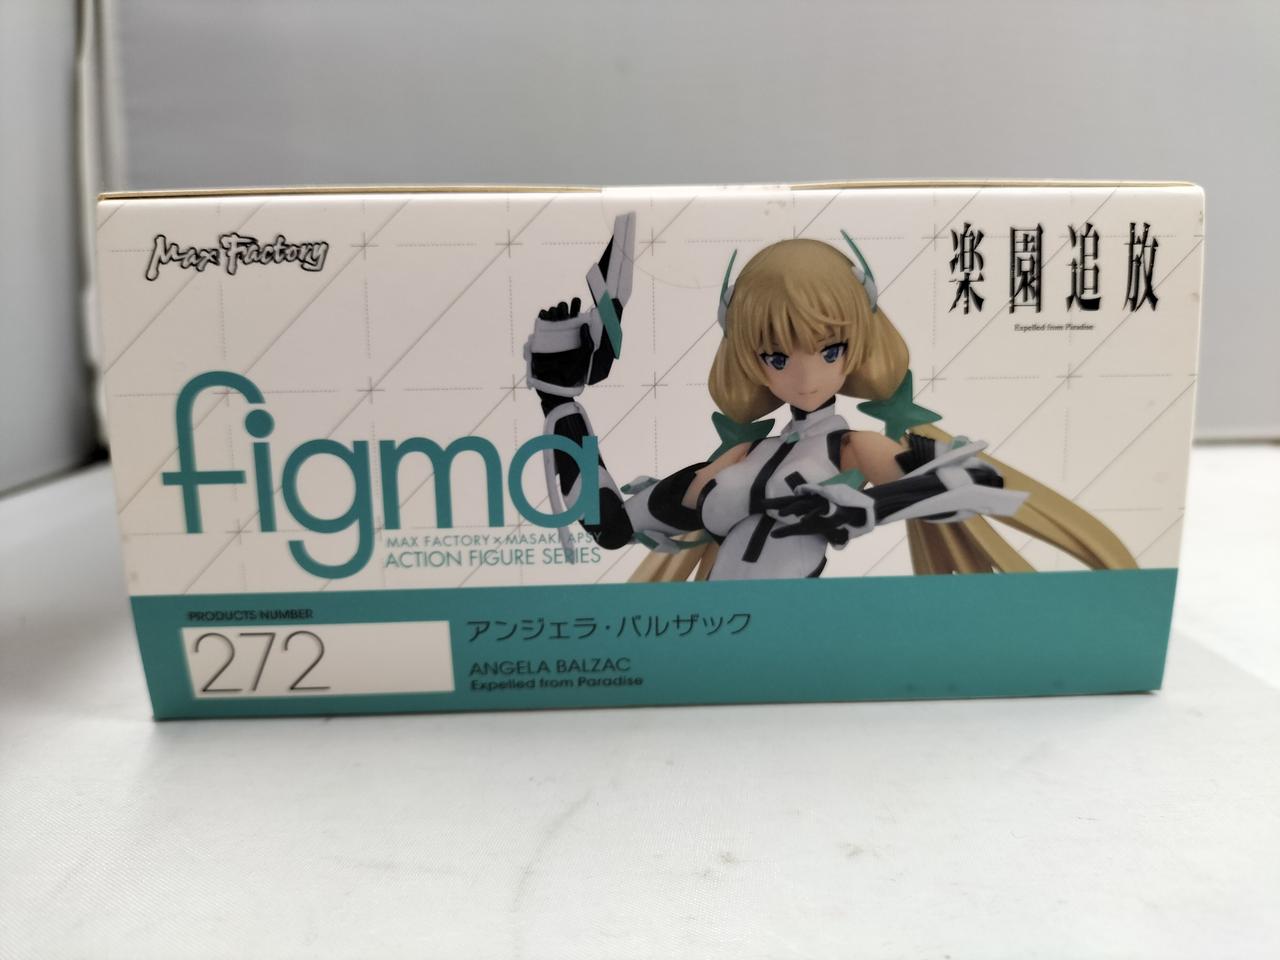 Max Factory
楽園追放
Expelled from Paradise
figma
MAX FACTORY × MASAKI APSY
ACTION FIGURE SERIES
PRODUCTS NUMBER
272
アンジェラ・バルザック
ANGELA BALZAC
Expelled from Paradise